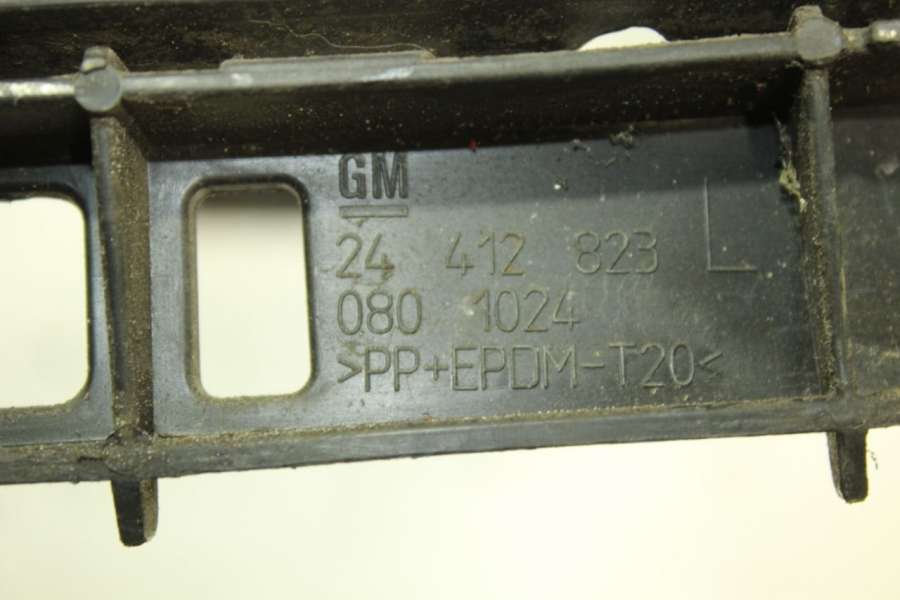 GM
24 412 823 L
080 1024
>PP+EPDM-T20<